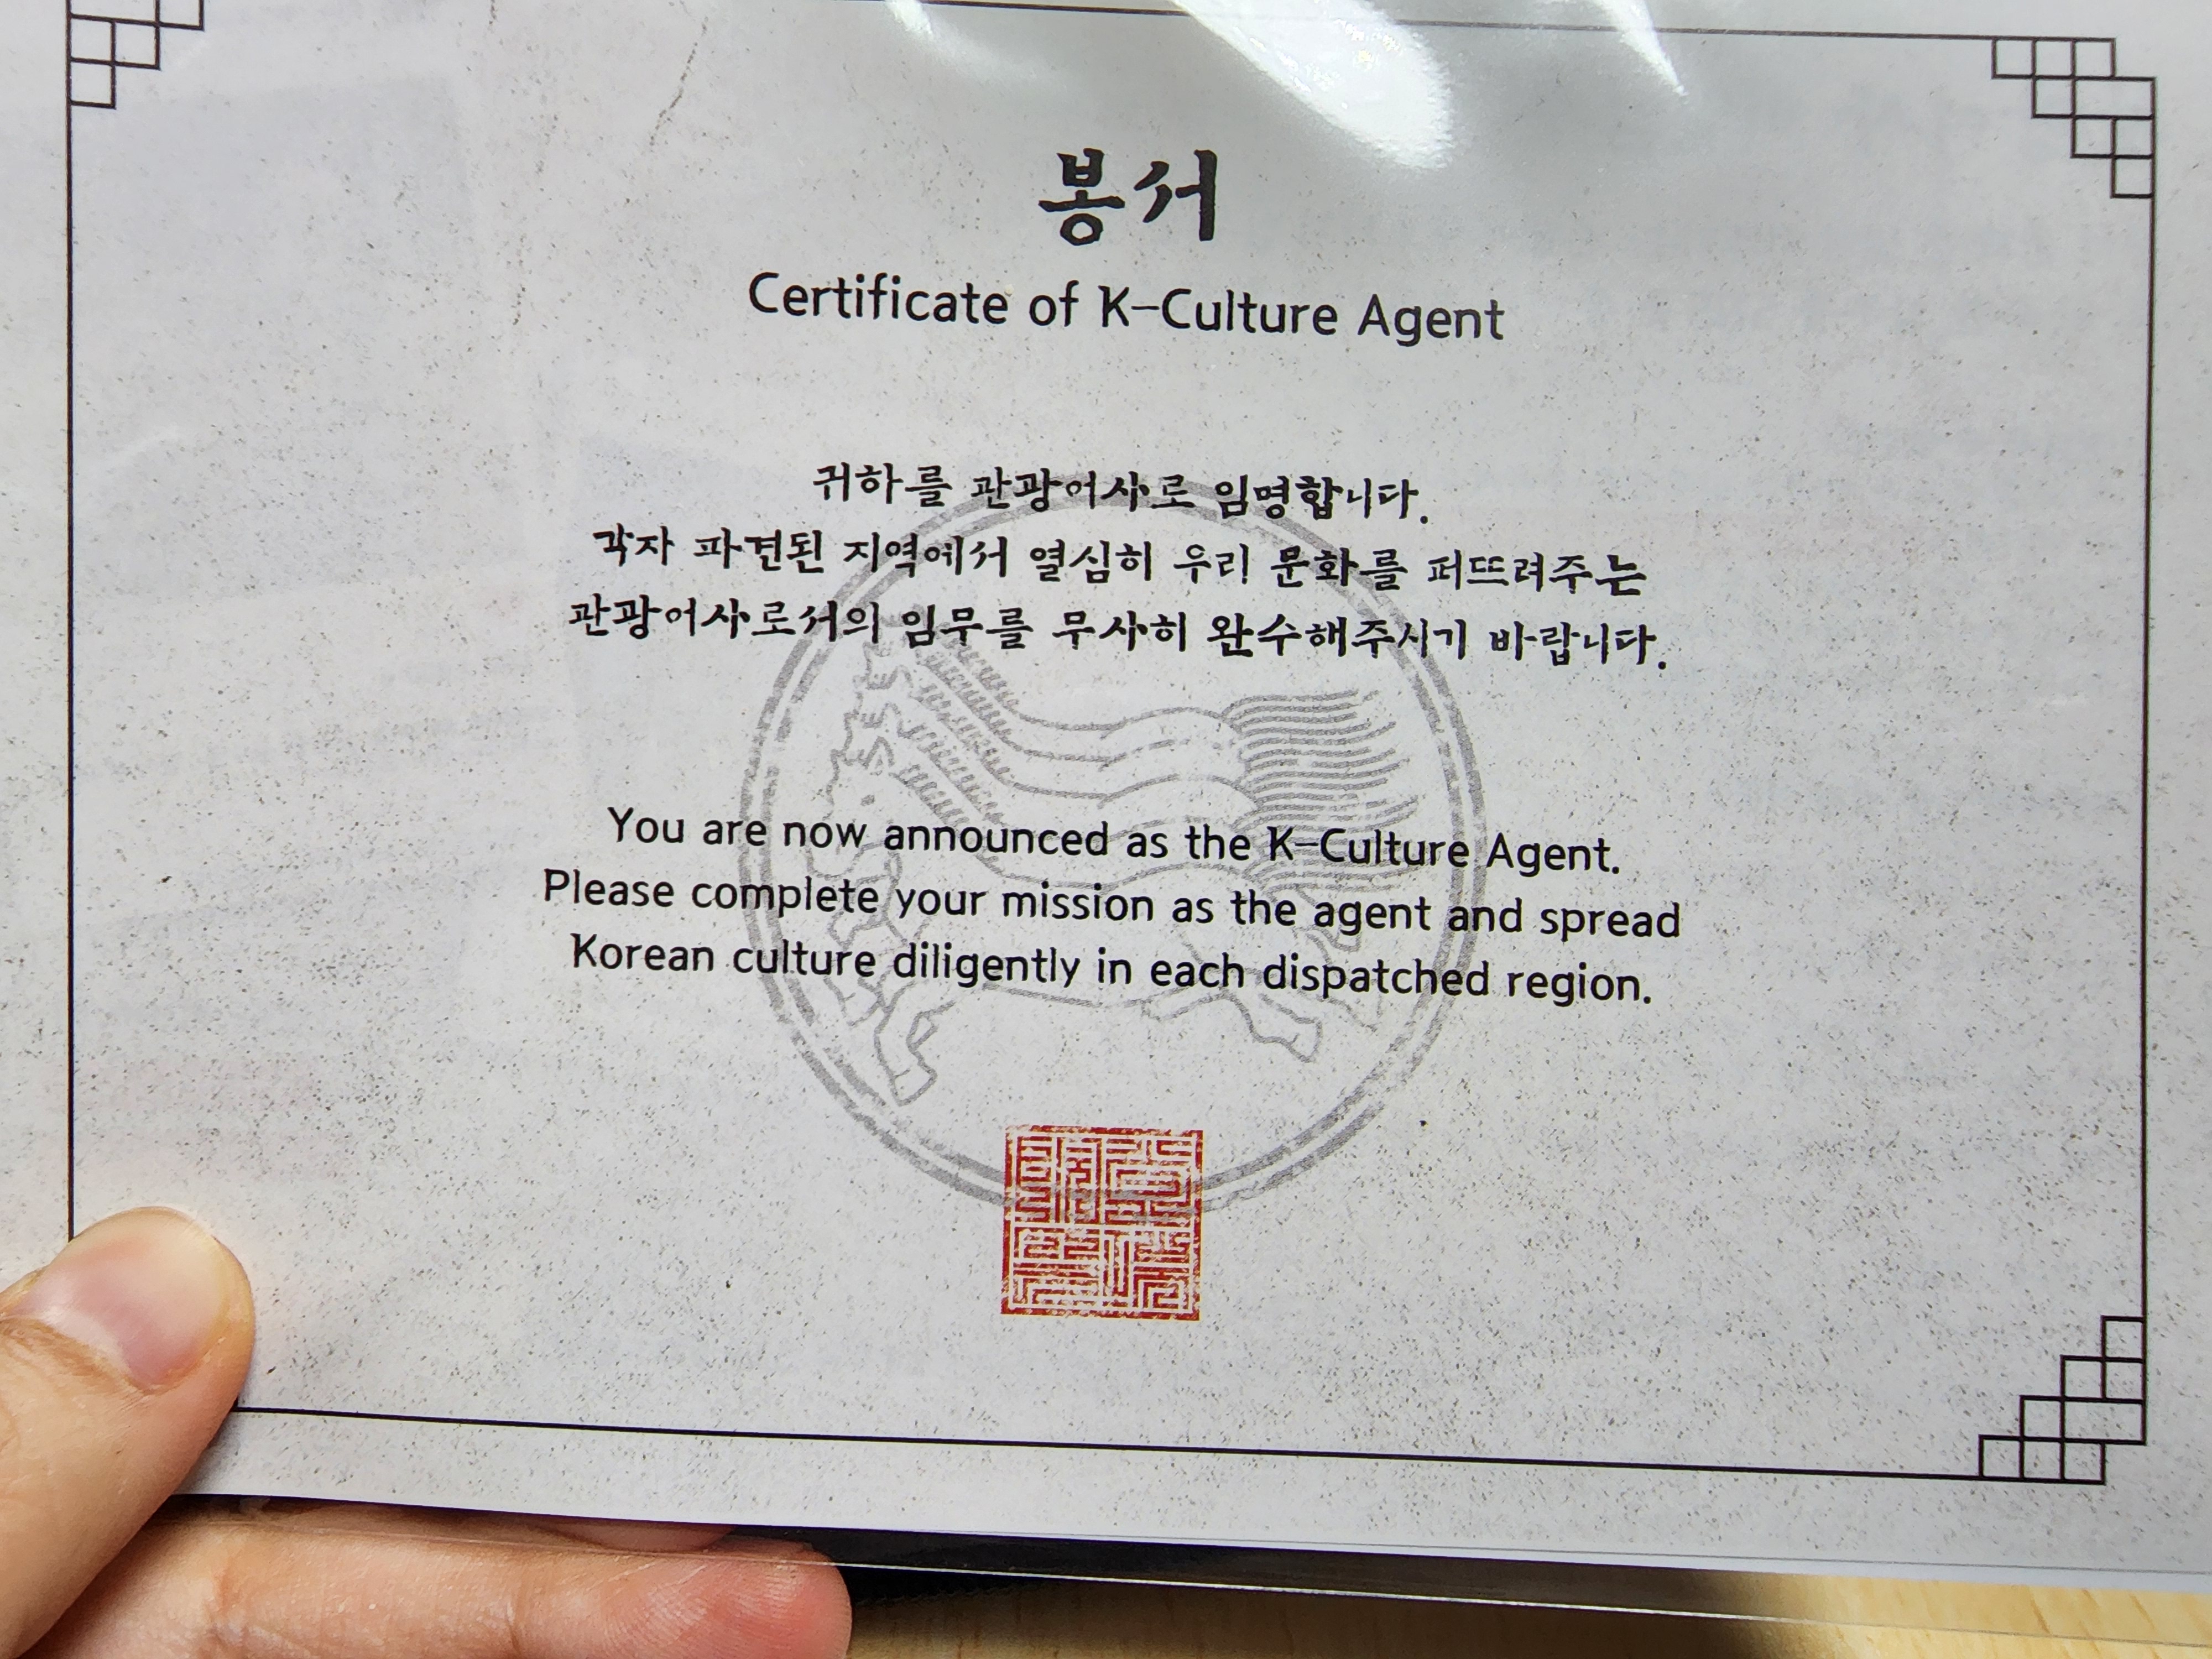 봉서
Certificate of K-Culture Agent
귀하를 관광어사로 임명합니다.
각자 파견된 지역에서 열심히 우리 문화를 퍼뜨려주는
관광어사로서의 임무를 무사히 완수해주시기 바랍니다.
You are now announced as the K-Culture Agent.
Please complete your mission as the agent and spread
Korean culture diligently in each dispatched region.